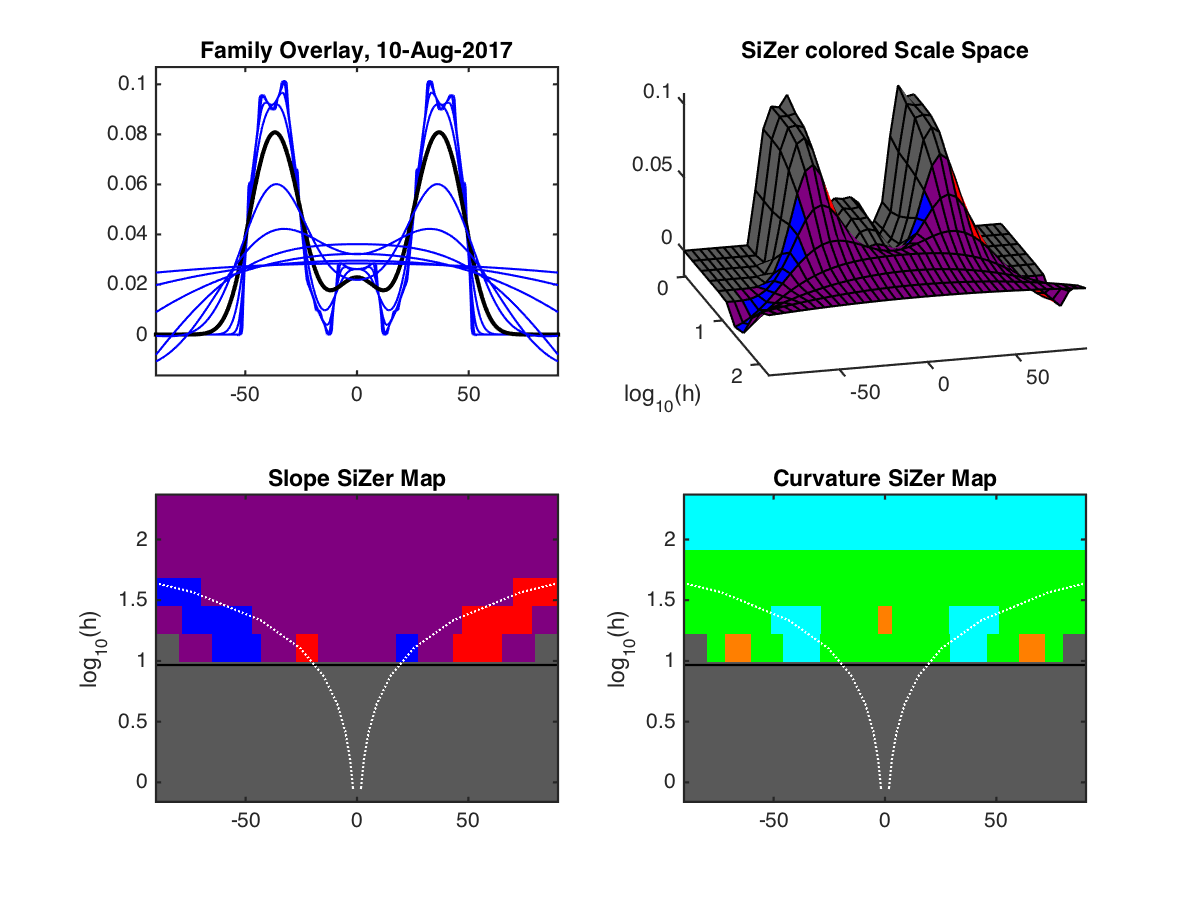 Family Overlay, 10-Aug-2017
0.1
0.08
0.06
0.04
0.02
0
-50 0 50
SiZer colored Scale Space
0.1
0.05
0
0
1
2
log10(h)
-50 0 50
Slope SiZer Map
2
1.5
1
0.5
0
log10(h)
-50 0 50
Curvature SiZer Map
2
1.5
1
0.5
0
log10(h)
-50 0 50